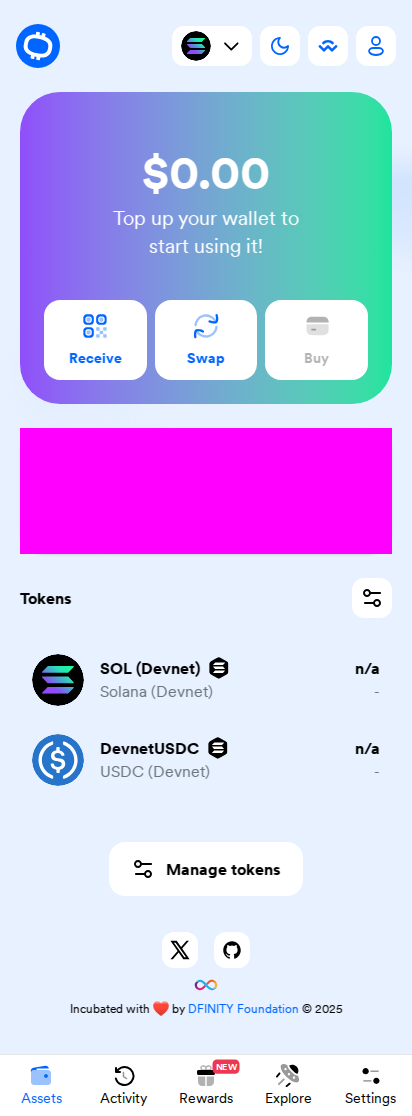 $0.00
Top up your wallet to
start using it!
Receive
Swap
Buy
Tokens
SOL (Devnet)
n/a
Solana (Devnet)
-
DevnetUSDC
n/a
USDC (Devnet)
-
Manage tokens
Incubated with ❤️ by DFINITY Foundation © 2025
NEW
Assets
Activity
Rewards
Explore
Settings